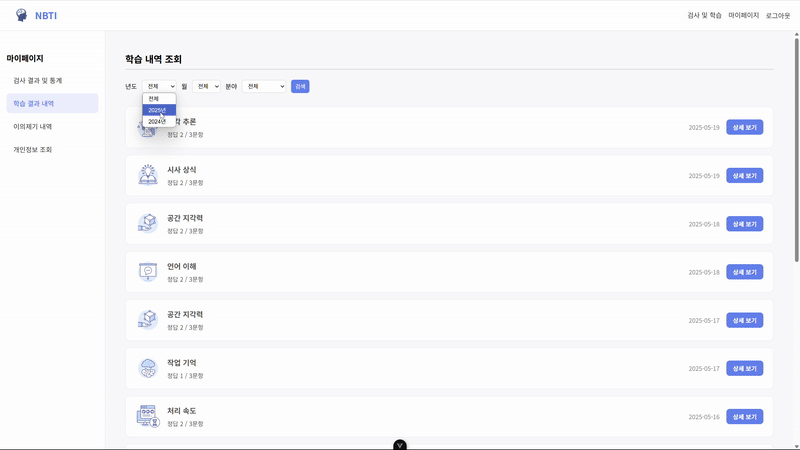 NBTI
검사 및 학습 마이페이지 로그아웃
마이페이지
검사 결과 및 통계
학습 결과 내역
이의제기 내역
개인정보 조회
학습 내역 조회
년도 전체 월 전체 분야 전체 검색
전체
2025년
2024년
추론
정답 2 / 3문항
2025-05-19 상세 보기
시사 상식
정답 2 / 3문항
2025-05-19 상세 보기
공간 지각력
정답 2 / 3문항
2025-05-18 상세 보기
언어 이해
정답 2 / 3문항
2025-05-18 상세 보기
공간 지각력
정답 2 / 3문항
2025-05-17 상세 보기
작업 기억
정답 1 / 3문항
2025-05-17 상세 보기
처리 속도
정답 2 / 3문항
2025-05-16 상세 보기